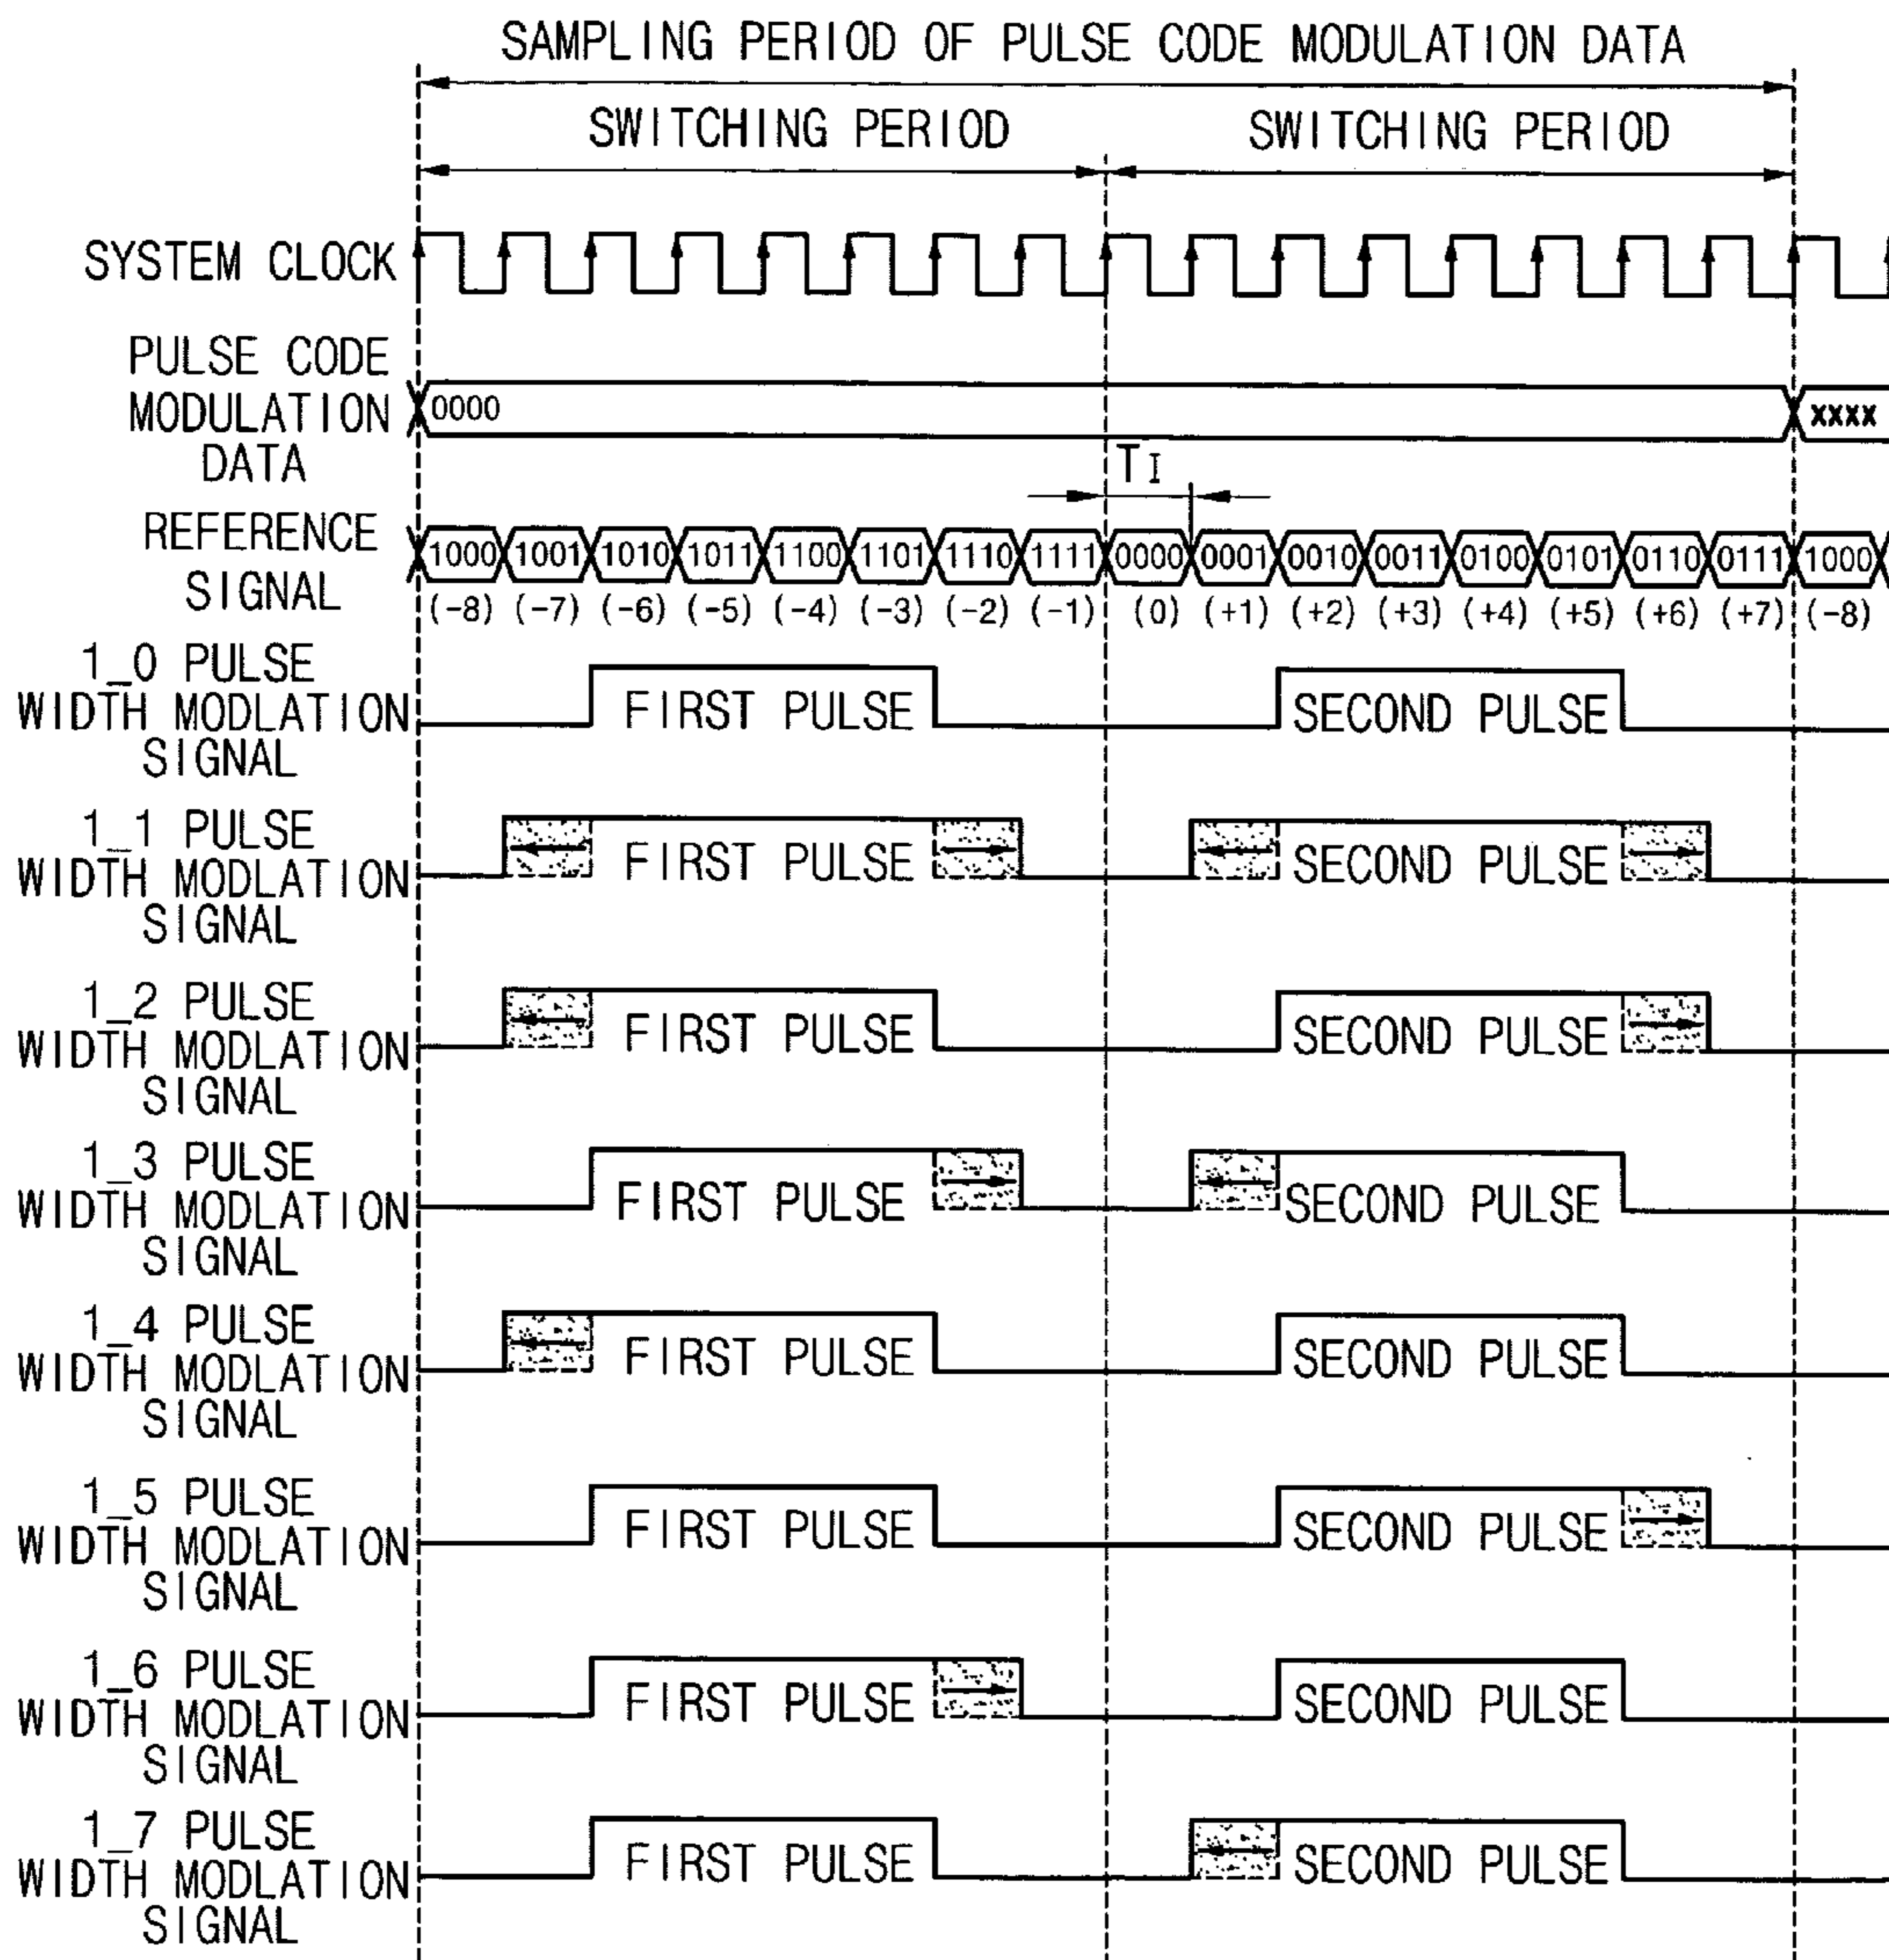 SAMPLING PERIOD OF PULSE CODE MODULATION DATA
SWITCHING PERIOD SWITCHING PERIOD
SYSTEM CLOCK
PULSE CODE
MODULATION
DATA
0000 xxxx
TI
REFERENCE
SIGNAL
1000 1001 1010 1011 1100 1101 1110 1111 0000 0001 0010 0011 0100 0101 0110 0111 1000
(-8) (-7) (-6) (-5) (-4) (-3) (-2) (-1) (0) (+1) (+2) (+3) (+4) (+5) (+6) (+7) (-8)
1_0 PULSE
WIDTH MODLATION
SIGNAL
FIRST PULSE SECOND PULSE
1_1 PULSE
WIDTH MODLATION
SIGNAL
FIRST PULSE SECOND PULSE
1_2 PULSE
WIDTH MODLATION
SIGNAL
FIRST PULSE SECOND PULSE
1_3 PULSE
WIDTH MODLATION
SIGNAL
FIRST PULSE SECOND PULSE
1_4 PULSE
WIDTH MODLATION
SIGNAL
FIRST PULSE SECOND PULSE
1_5 PULSE
WIDTH MODLATION
SIGNAL
FIRST PULSE SECOND PULSE
1_6 PULSE
WIDTH MODLATION
SIGNAL
FIRST PULSE SECOND PULSE
1_7 PULSE
WIDTH MODLATION
SIGNAL
FIRST PULSE SECOND PULSE